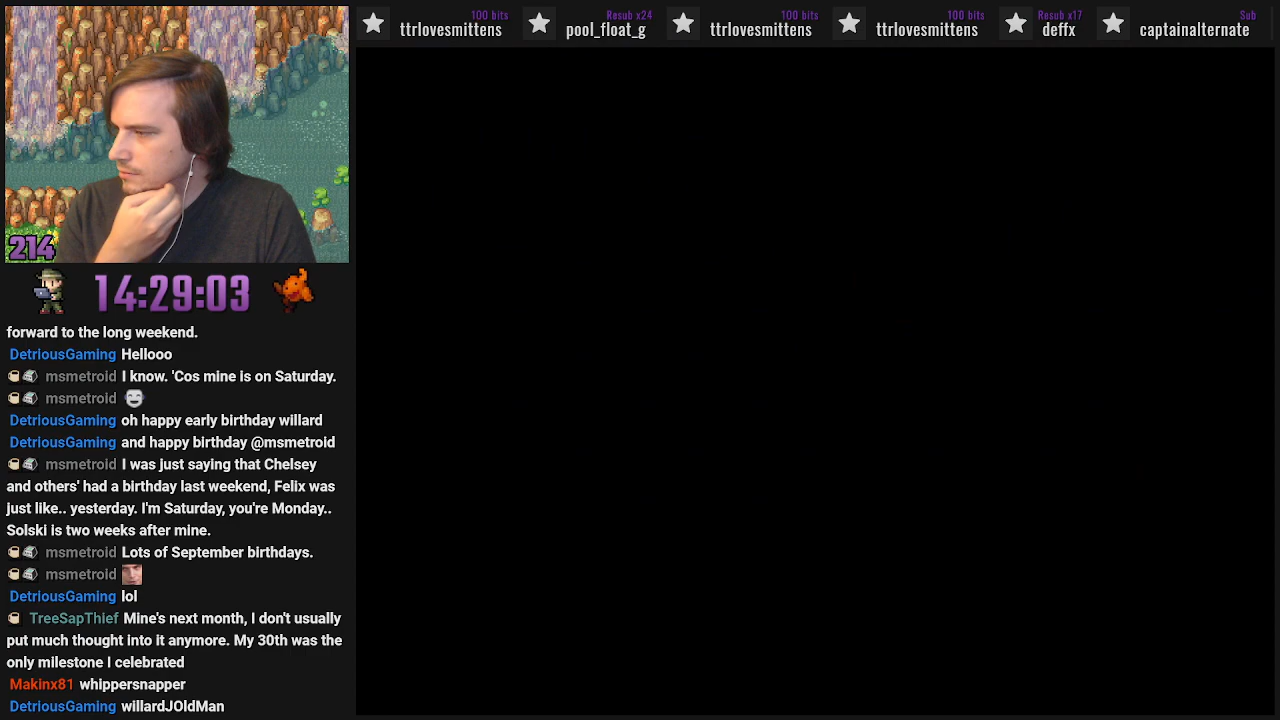 100 bits
ttrlovesmittens
Resub x24
pool_float_g
100 bits
ttrlovesmittens
100 bits
ttrlovesmittens
Resub x17
deffx
Sub
captainalternate
214
14:29:03
forward to the long weekend.
DetriousGaming Hellooo
msmetroid I know. 'Cos mine is on Saturday.
msmetroid
DetriousGaming oh happy early birthday willard
DetriousGaming and happy birthday @msmetroid
msmetroid I was just saying that Chelsey
and others' had a birthday last weekend, Felix was
just like.. yesterday. I'm Saturday, you're Monday..
Solski is two weeks after mine.
msmetroid Lots of September birthdays.
msmetroid
DetriousGaming lol
TreeSapThief Mine's next month, I don't usually
put much thought into it anymore. My 30th was the
only milestone I celebrated
Makinx81 whippersnapper
DetriousGaming willardJOldMan